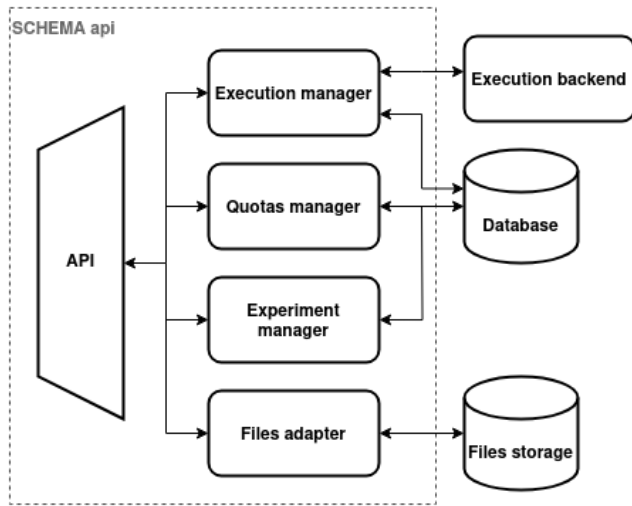 SCHEMA api
Execution manager
Execution backend
Quotas manager
Database
API
Experiment
manager
Files adapter
Files storage